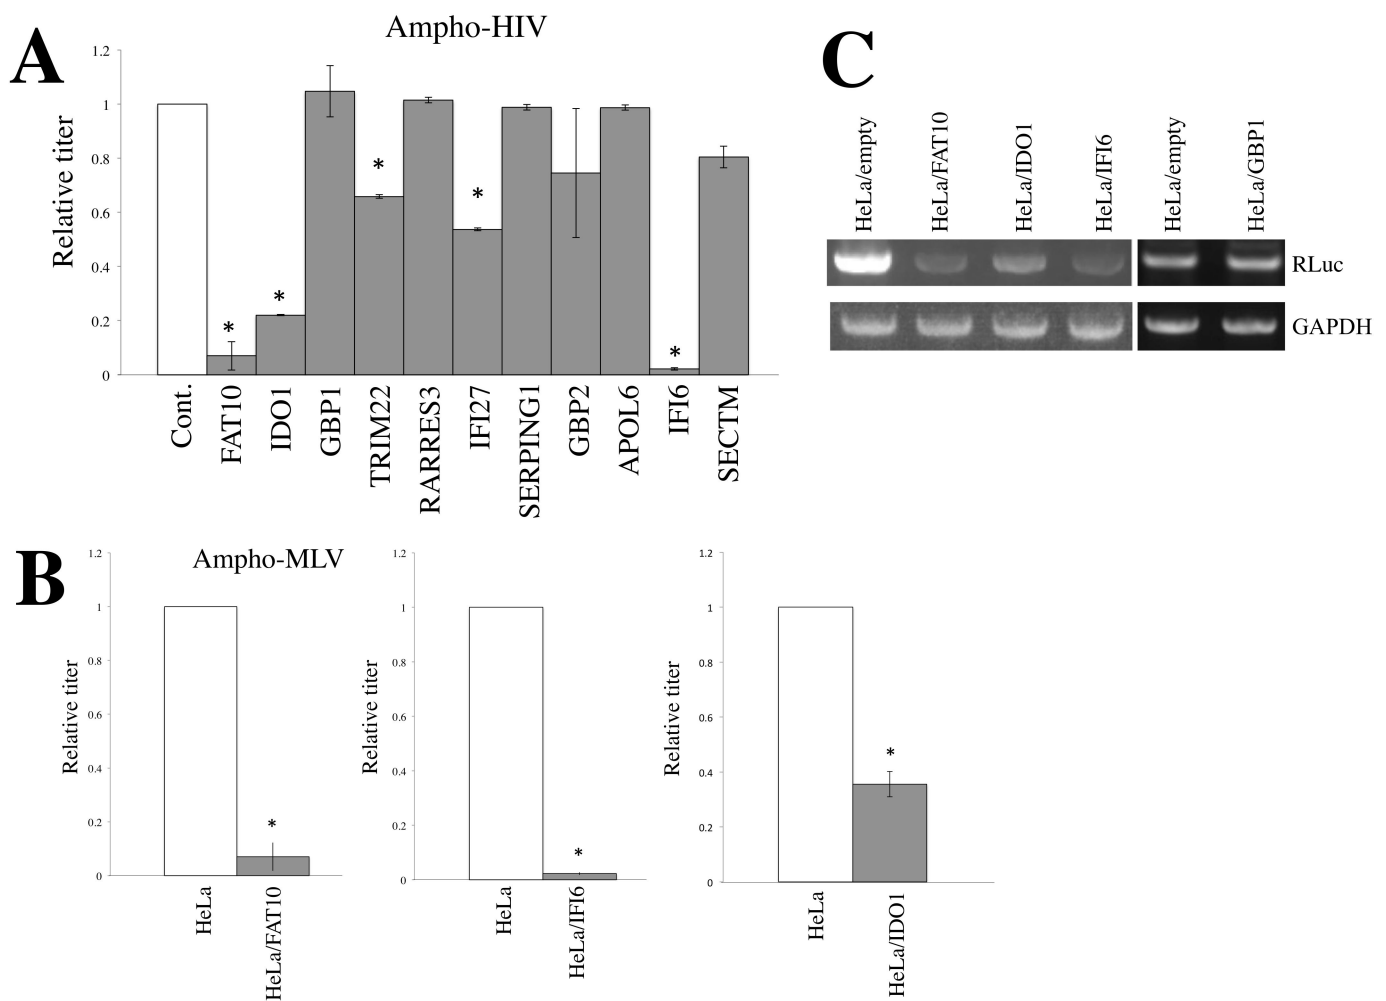 A
Ampho-HIV
Relative titer
1.2
1
0.8
0.6
0.4
0.2
0
*
*
*
*
*
Cont.
FAT10
IDO1
GBP1
TRIM22
RARRES3
IFI27
SERPING1
GBP2
APOL6
IFI6
SECTM
C
HeLa/empty
HeLa/FAT10
HeLa/IDO1
HeLa/IFI6
HeLa/empty
HeLa/GBP1
RLuc
GAPDH
B
Ampho-MLV
Relative titer
1.2
1
0.8
0.6
0.4
0.2
0
*
HeLa
HeLa/FAT10
Relative titer
1.2
1
0.8
0.6
0.4
0.2
0
*
HeLa
HeLa/IFI6
Relative titer
1.2
1
0.8
0.6
0.4
0.2
0
*
HeLa
HeLa/IDO1